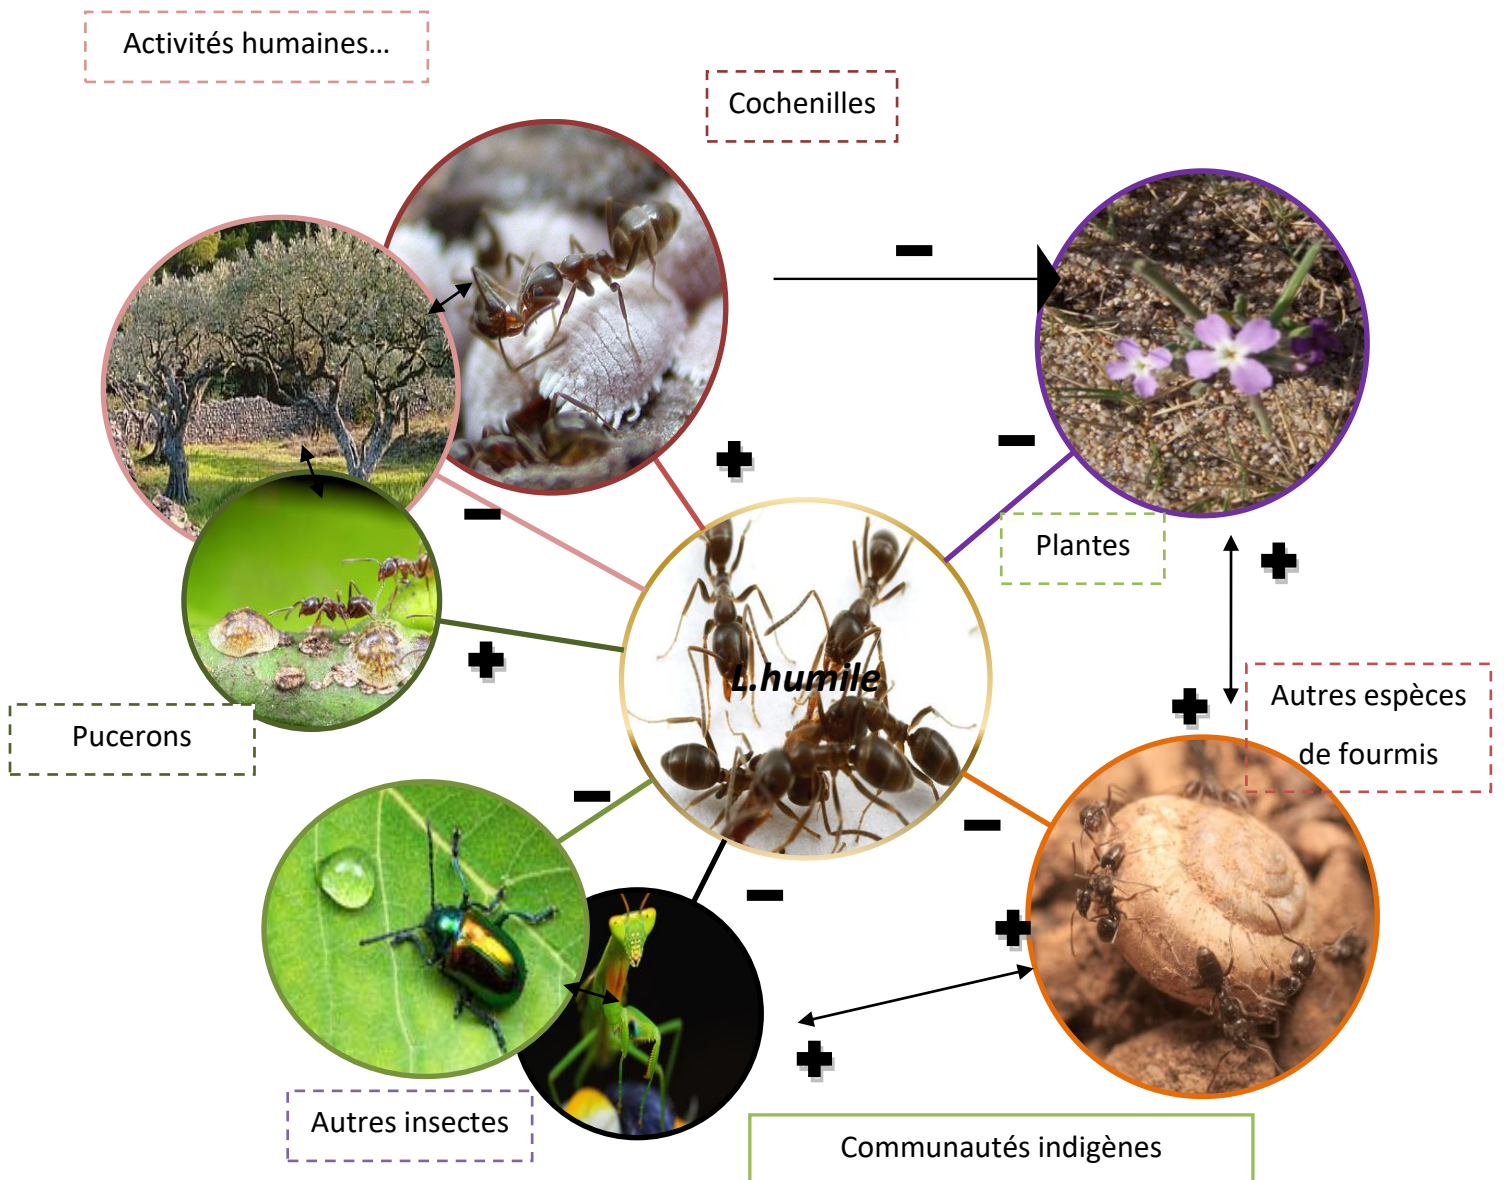 Activités humaines…
Cochenilles
Plantes
L.humile
Autres espèces
de fourmis
Pucerons
Autres insectes
Communautés indigènes